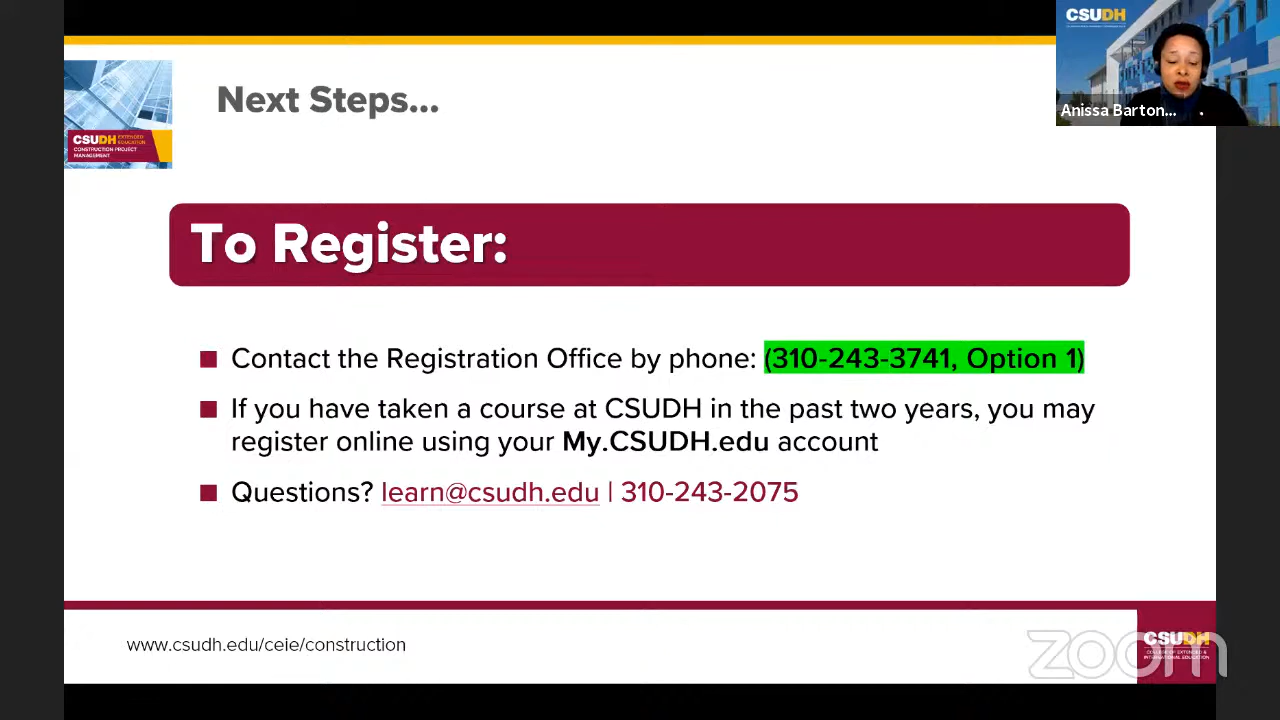 CSUDH
Anissa Barton...
Next Steps...
CSUDH EXTENDED EDUCATION
CONSTRUCTION PROJECT
MANAGEMENT
To Register:
Contact the Registration Office by phone: (310-243-3741, Option 1)
If you have taken a course at CSUDH in the past two years, you may
register online using your My.CSUDH.edu account
Questions? learn@csudh.edu | 310-243-2075
www.csudh.edu/ceie/construction
CSUDH
COLLEGE OF EXTENDED &
INTERNATIONAL EDUCATION
zoom